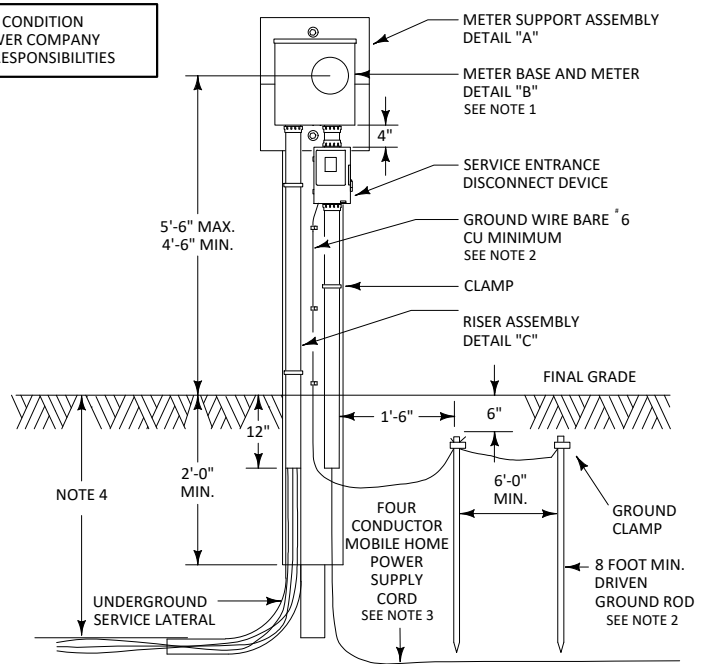 CONDITION
WER COMPANY
RESPONSIBILITIES
METER SUPPORT ASSEMBLY
DETAIL "A"
METER BASE AND METER
DETAIL "B"
SEE NOTE 1
4"
SERVICE ENTRANCE
DISCONNECT DEVICE
5'-6" MAX.
4'-6" MIN.
GROUND WIRE BARE #6
CU MINIMUM
SEE NOTE 2
CLAMP
RISER ASSEMBLY
DETAIL "C"
FINAL GRADE
12"
1'-6"
6"
2'-0"
MIN.
NOTE 4
6'-0"
MIN.
FOUR
CONDUCTOR
MOBILE HOME
POWER
SUPPLY
CORD
SEE NOTE 3
GROUND
CLAMP
8 FOOT MIN.
DRIVEN
GROUND ROD
SEE NOTE 2
UNDERGROUND
SERVICE LATERAL